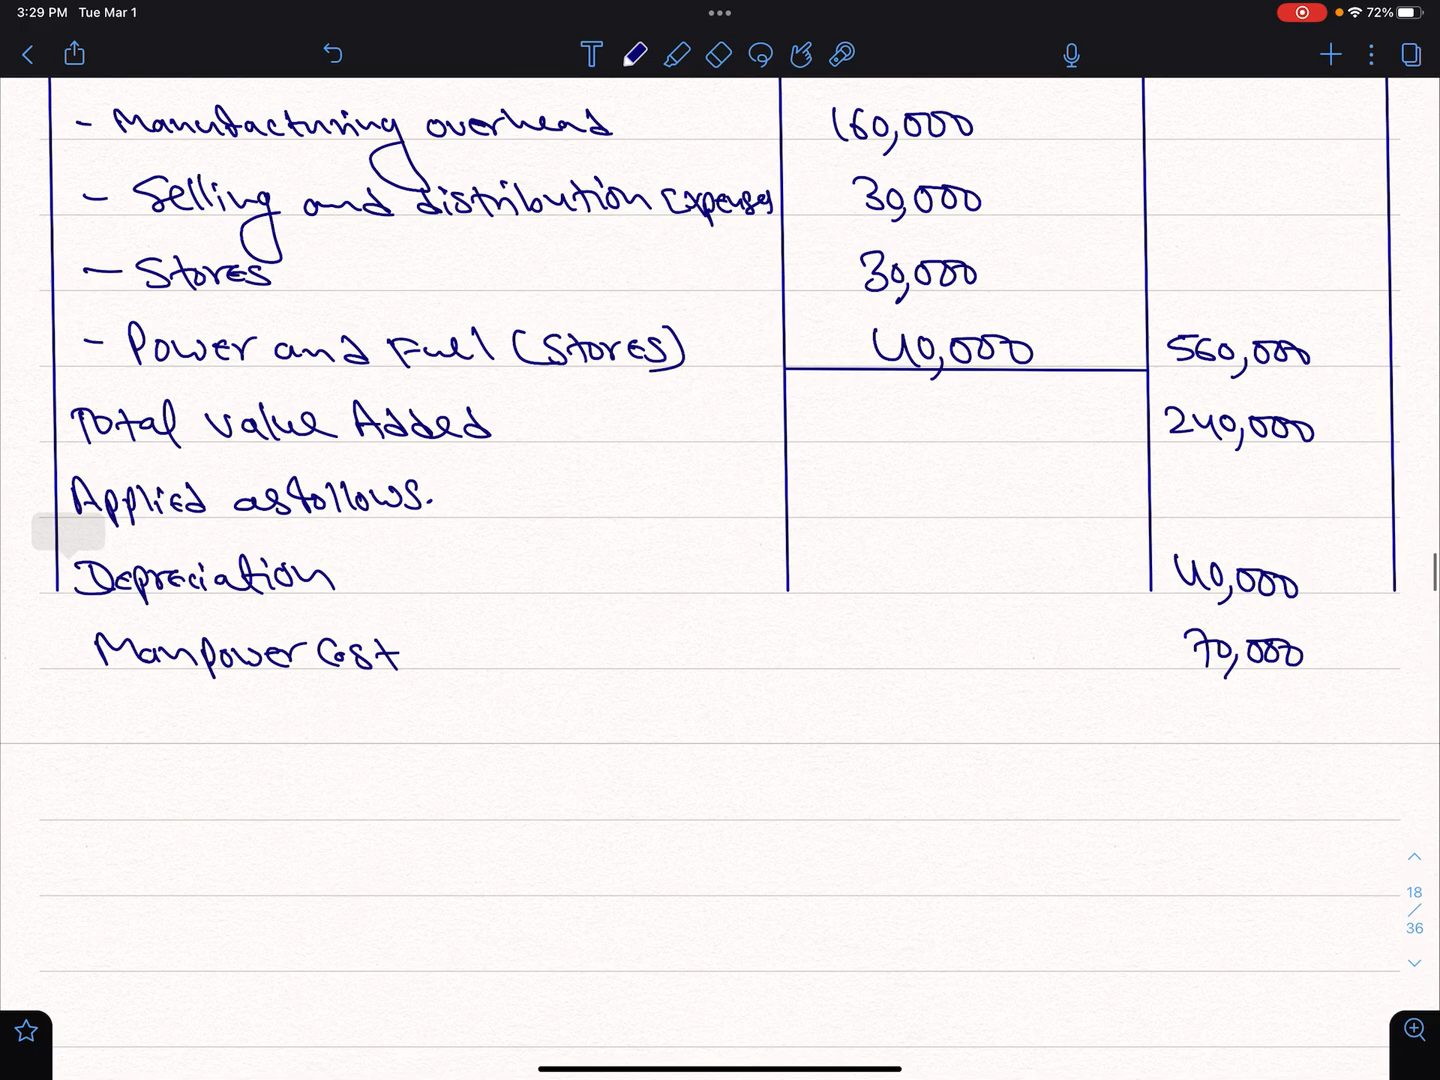 3:29 PM Tue Mar 1
72%
- Manufacturing overhead 160,000
- Selling and distribution Expenses 30,000
- Stores 30,000
- Power and Fuel (Stores) 40,000 560,000
Total Value Added 240,000
Applied as follows.
Depreciation 40,000
Manpower Cost 70,000
18
/
36